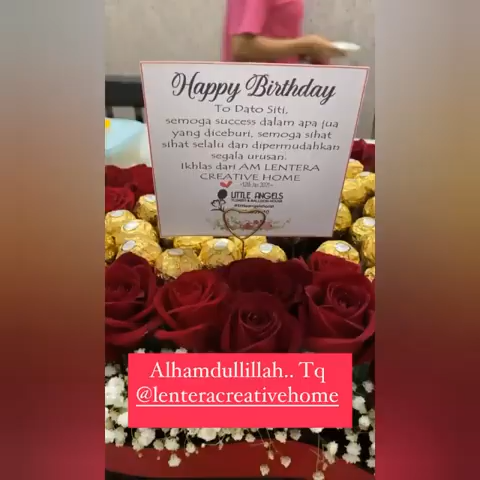 Happy Birthday
To Dato Siti,
semoga success dalam apa jua
yang diceburi, semoga sihat
sihat selalu dan dipermudahkan
segala urusan.
Ikhlas dari AM LENTERA
CREATIVE HOME
LITTLE ANGELS
Alhamdullillah.. Tq
@lenteracreativehome